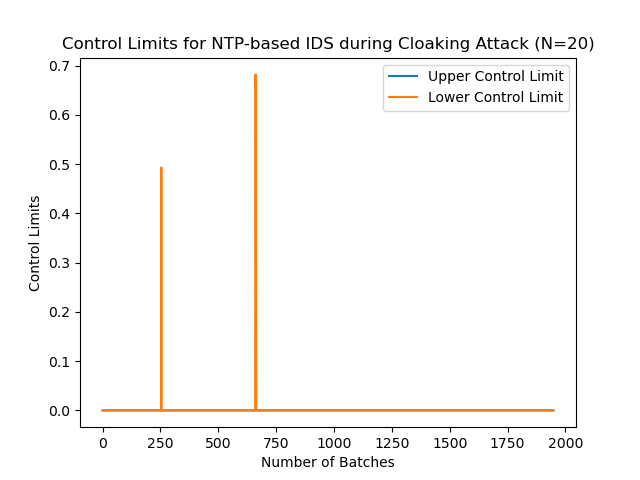 Control Limits for NTP-based IDS during Cloaking Attack (N=20)
Upper Control Limit
Lower Control Limit
Control Limits
0.7
0.6
0.5
0.4
0.3
0.2
0.1
0.0
0 250 500 750 1000 1250 1500 1750 2000
Number of Batches